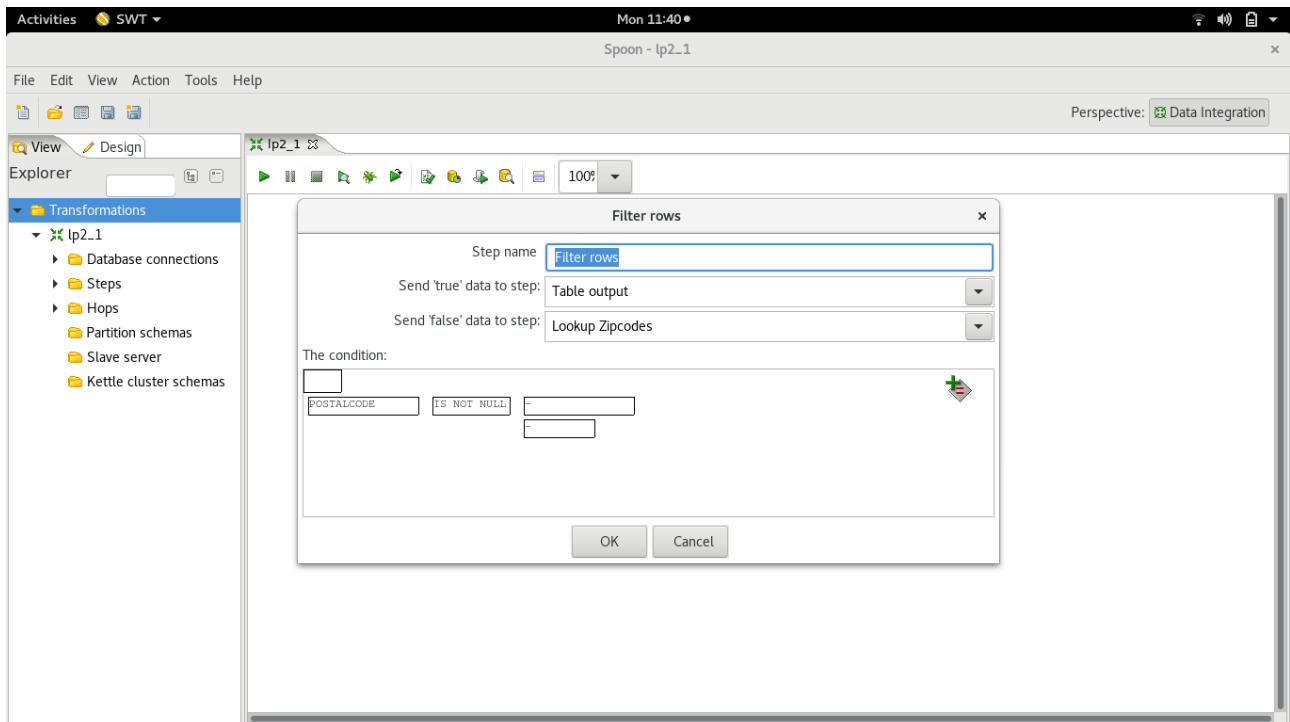 Activities SWT Mon 11:40
Spoon - lp2_1
File Edit View Action Tools Help
Perspective: Data Integration
View Design lp2_1
Explorer 100%
Transformations
lp2_1
Database connections
Steps
Hops
Partition schemas
Slave server
Kettle cluster schemas
Filter rows
Step name Filter rows
Send 'true' data to step: Table output
Send 'false' data to step: Lookup Zipcodes
The condition:
POSTALCODE IS NOT NULL -
-
OK Cancel